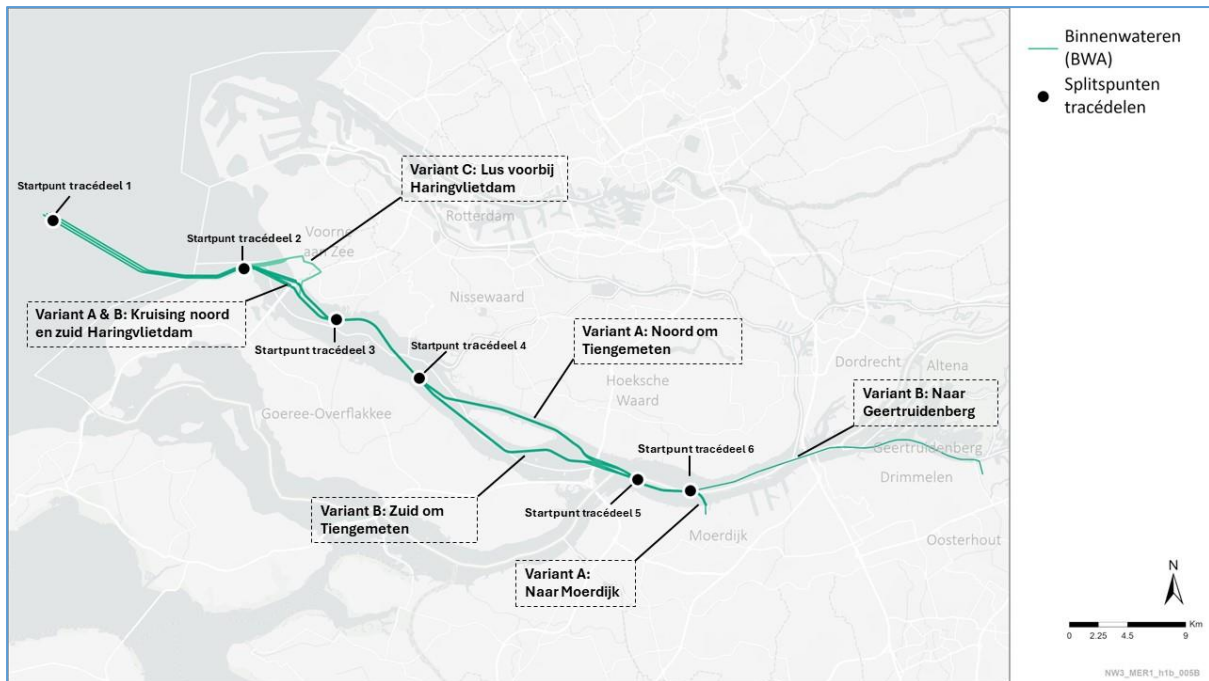 Binnenwateren
(BWA)
Splitspunten
tracédelen
Startpunt tracédeel 1
Startpunt tracédeel 2
Variant C: Lus voorbij
Haringvlietdam
Rotterdam
Voorne
aan Zee
Variant A & B: Kruising noord
en zuid Haringvlietdam
Nissewaard
Startpunt tracédeel 3
Startpunt tracédeel 4
Variant A: Noord om
Tiengemeten
Hoeksche
Waard
Dordrecht
Altena
Variant B: Naar
Geertruidenberg
Goeree-Overflakkee
Startpunt tracédeel 6
Geertruidenberg
Drimmelen
Variant B: Zuid om
Tiengemeten
Startpunt tracédeel 5
Moerdijk
Oosterhout
Variant A:
Naar Moerdijk
N
Km
0 2.25 4.5 9
NW3_MER1_h1b_005B